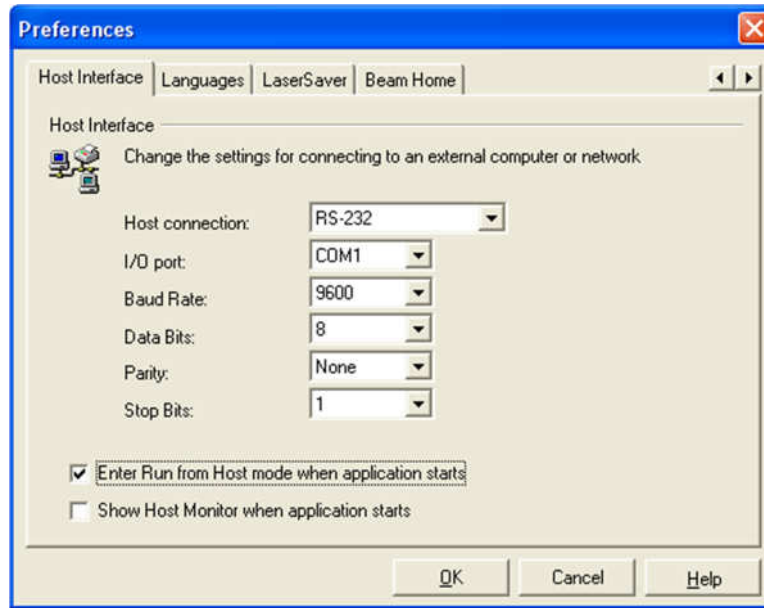 Preferences
Host Interface Languages LaserSaver Beam Home
Host Interface
Change the settings for connecting to an external computer or network
Host connection: RS-232
I/O port: COM1
Baud Rate: 9600
Data Bits: 8
Parity: None
Stop Bits: 1
Enter Run from Host mode when application starts
Show Host Monitor when application starts
OK Cancel Help